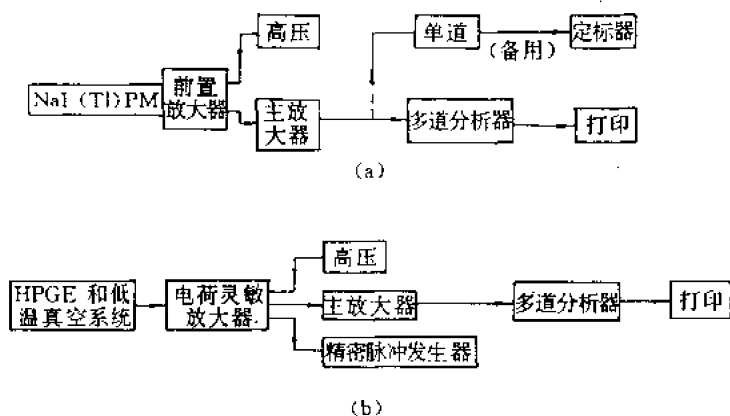 高压
单道
(备用)
定标器
NaI (Tl) PM
前置
放大器
主放
大器
多道分析器
打印
(a)
高压
HPGE 和低
温真空系统
电荷灵敏
放大器
主放大器
多道分析器
打印
精密脉冲发生器
(b)